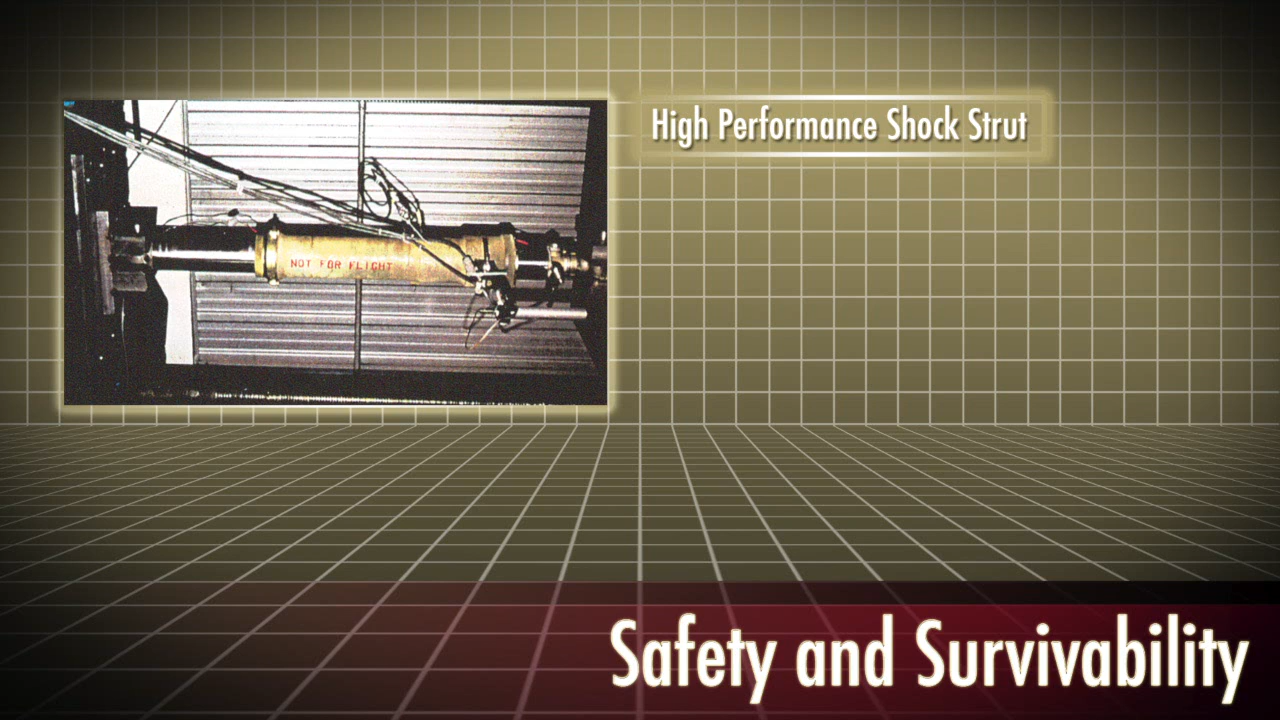 High Performance Shock Strut
NOT FOR FLIGHT
Safety and Survivability